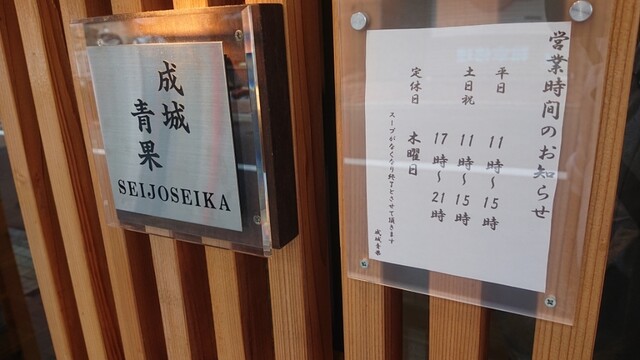 成城
青果
SEIJOSEIKA
営業時間のお知らせ
平日 11時〜15時
土日祝 11時〜15時
17時〜21時
定休日 木曜日
スープがなくなり次第終了とさせて頂きます
成城青果